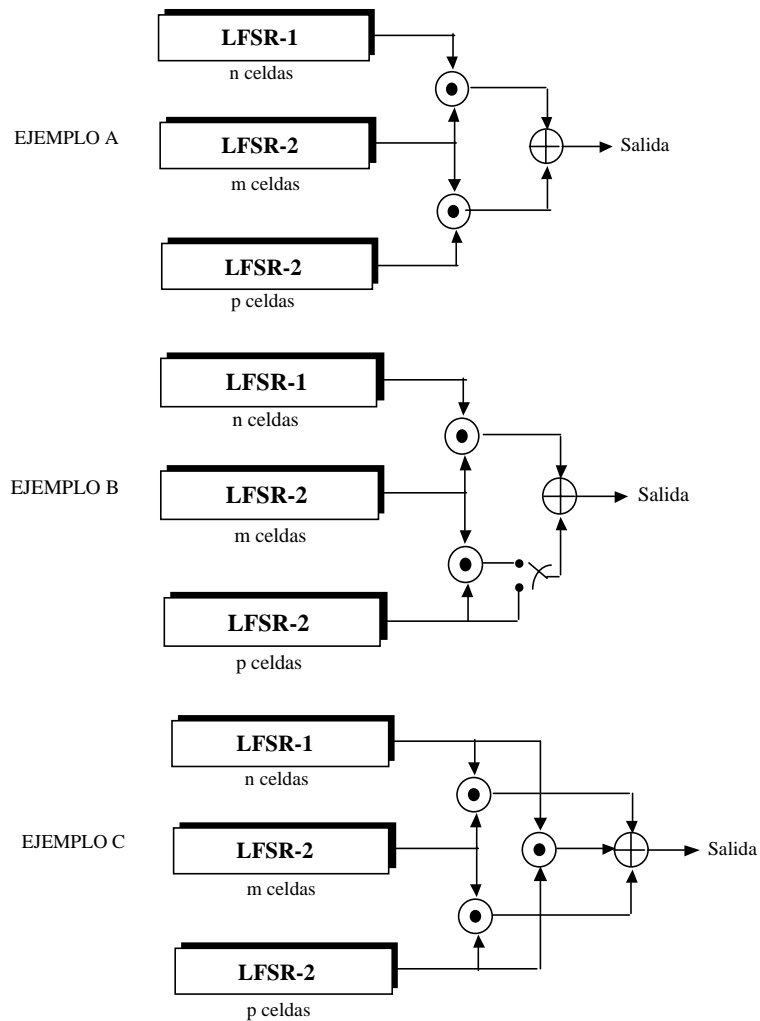 LFSR-1
n celdas
EJEMPLO A
LFSR-2
m celdas
Salida
LFSR-2
p celdas
LFSR-1
n celdas
EJEMPLO B
LFSR-2
m celdas
Salida
LFSR-2
p celdas
LFSR-1
n celdas
EJEMPLO C
LFSR-2
m celdas
Salida
LFSR-2
p celdas